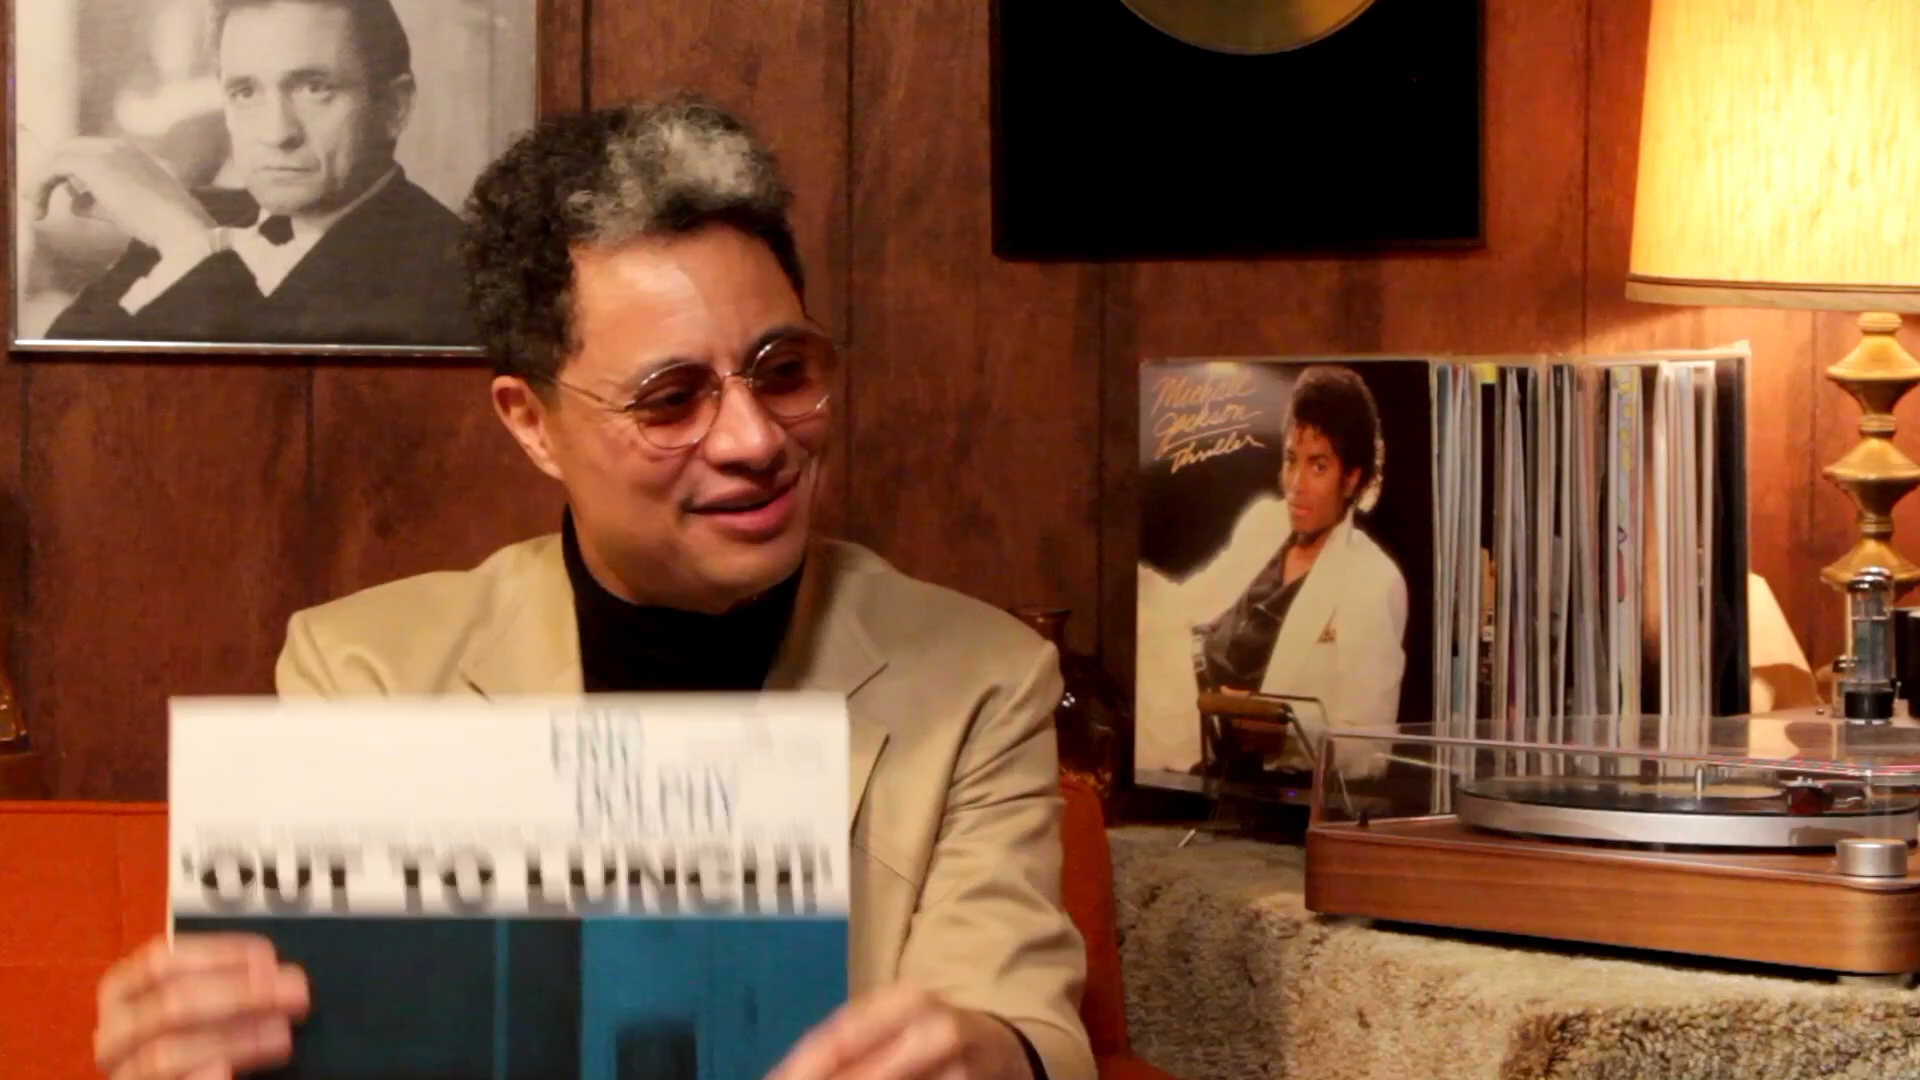 Michael
Jackson
Thriller
ERIC
DOLPHY
"OUT TO LUNCH!